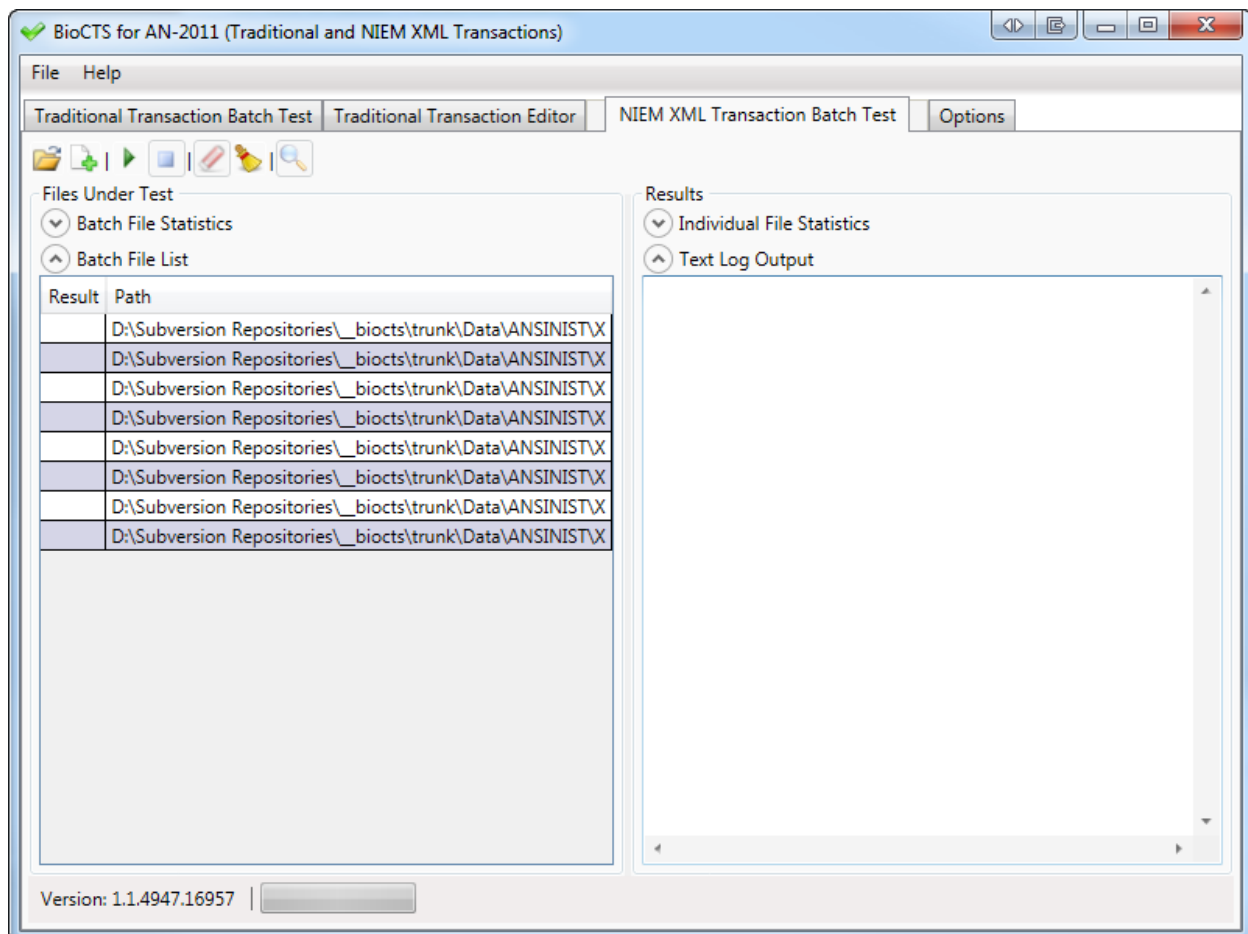 BioCTS for AN-2011 (Traditional and NIEM XML Transactions)
File Help
Traditional Transaction Batch Test Traditional Transaction Editor NIEM XML Transaction Batch Test Options
Files Under Test
Batch File Statistics
Batch File List
Result Path
D:\Subversion Repositories\__biocts\trunk\Data\ANSINIST\X
D:\Subversion Repositories\__biocts\trunk\Data\ANSINIST\X
D:\Subversion Repositories\__biocts\trunk\Data\ANSINIST\X
D:\Subversion Repositories\__biocts\trunk\Data\ANSINIST\X
D:\Subversion Repositories\__biocts\trunk\Data\ANSINIST\X
D:\Subversion Repositories\__biocts\trunk\Data\ANSINIST\X
D:\Subversion Repositories\__biocts\trunk\Data\ANSINIST\X
D:\Subversion Repositories\__biocts\trunk\Data\ANSINIST\X
Results
Individual File Statistics
Text Log Output
Version: 1.1.4947.16957